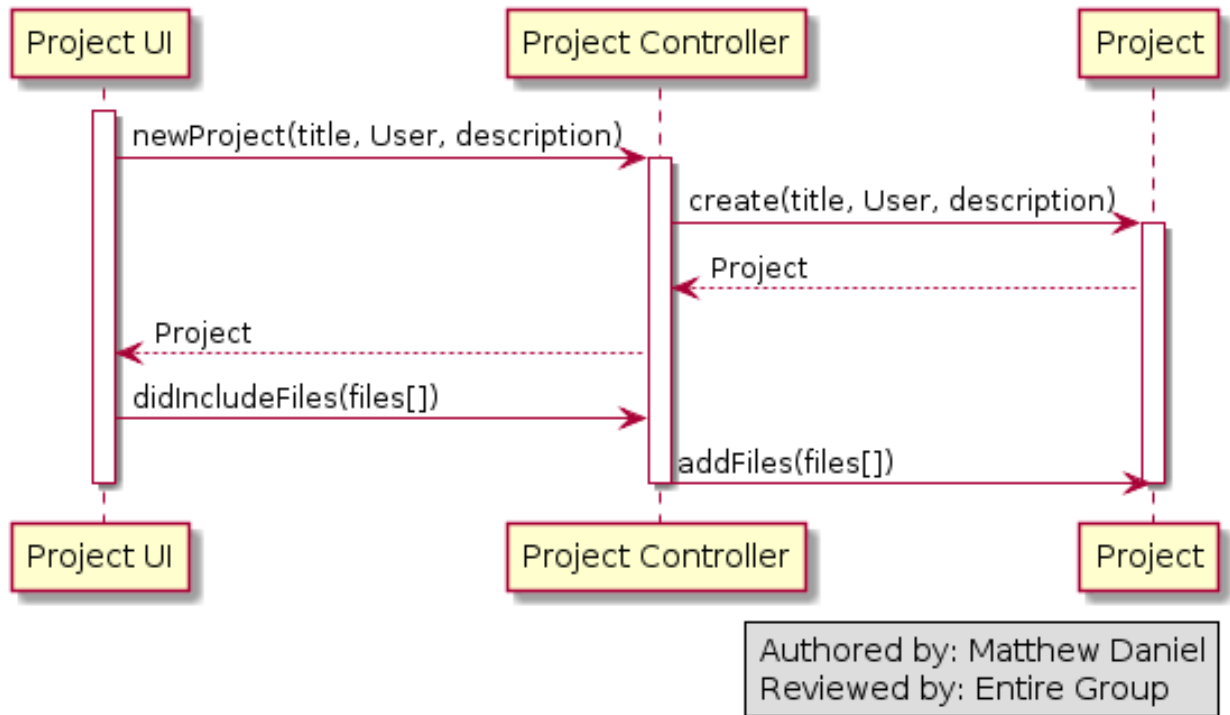 Project UI
Project Controller
Project
newProject(title, User, description)
create(title, User, description)
Project
Project
didIncludeFiles(files[])
addFiles(files[])
Project UI
Project Controller
Project
Authored by: Matthew Daniel
Reviewed by: Entire Group